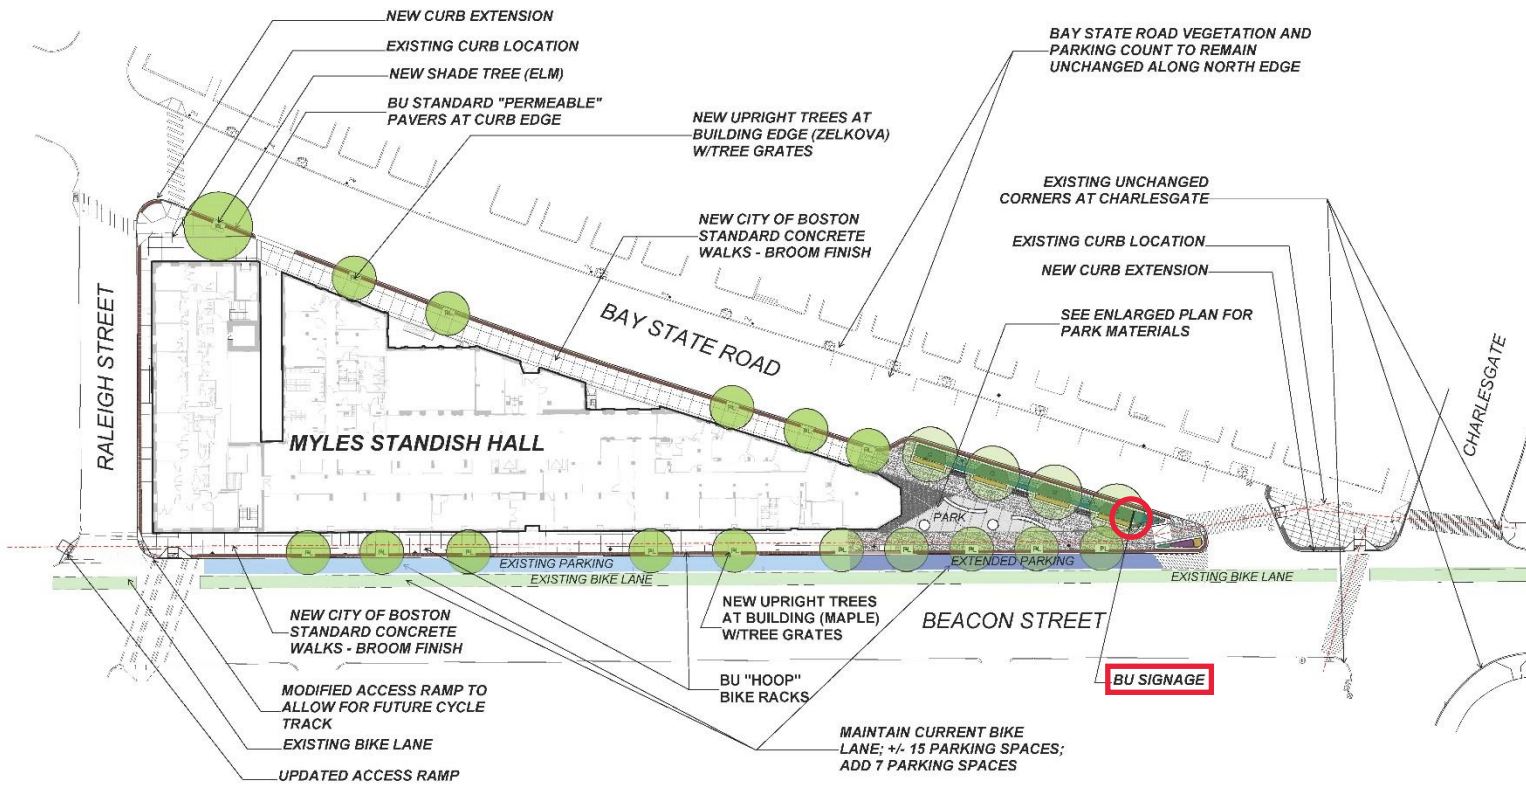 NEW CURB EXTENSION
EXISTING CURB LOCATION
NEW SHADE TREE (ELM)
BU STANDARD "PERMEABLE"
PAVERS AT CURB EDGE
NEW UPRIGHT TREES AT
BUILDING EDGE (ZELKOVA)
W/TREE GRATES
BAY STATE ROAD VEGETATION AND
PARKING COUNT TO REMAIN
UNCHANGED ALONG NORTH EDGE
NEW CITY OF BOSTON
STANDARD CONCRETE
WALKS - BROOM FINISH
EXISTING UNCHANGED
CORNERS AT CHARLESGATE
EXISTING CURB LOCATION
NEW CURB EXTENSION
SEE ENLARGED PLAN FOR
PARK MATERIALS
BAY STATE ROAD
RALEIGH STREET
CHARLESGATE
MYLES STANDISH HALL
PARK
EXISTING PARKING
EXTENDED PARKING
EXISTING BIKE LANE
EXISTING BIKE LANE
BEACON STREET
NEW CITY OF BOSTON
STANDARD CONCRETE
WALKS - BROOM FINISH
NEW UPRIGHT TREES
AT BUILDING (MAPLE)
W/TREE GRATES
BU "HOOP"
BIKE RACKS
BU SIGNAGE
MODIFIED ACCESS RAMP TO
ALLOW FOR FUTURE CYCLE
TRACK
EXISTING BIKE LANE
UPDATED ACCESS RAMP
MAINTAIN CURRENT BIKE
LANE; +/- 15 PARKING SPACES;
ADD 7 PARKING SPACES